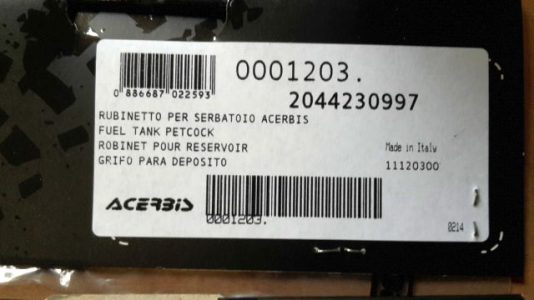 0001203.
0 886687 022593
2044230997
RUBINETTO PER SERBATOIO ACERBIS
FUEL TANK PETCOCK
ROBINET POUR RESERVOIR
Made in Italy
GRIFO PARA DEPOSITO
11120300
ACERBIS
0001203.
0214